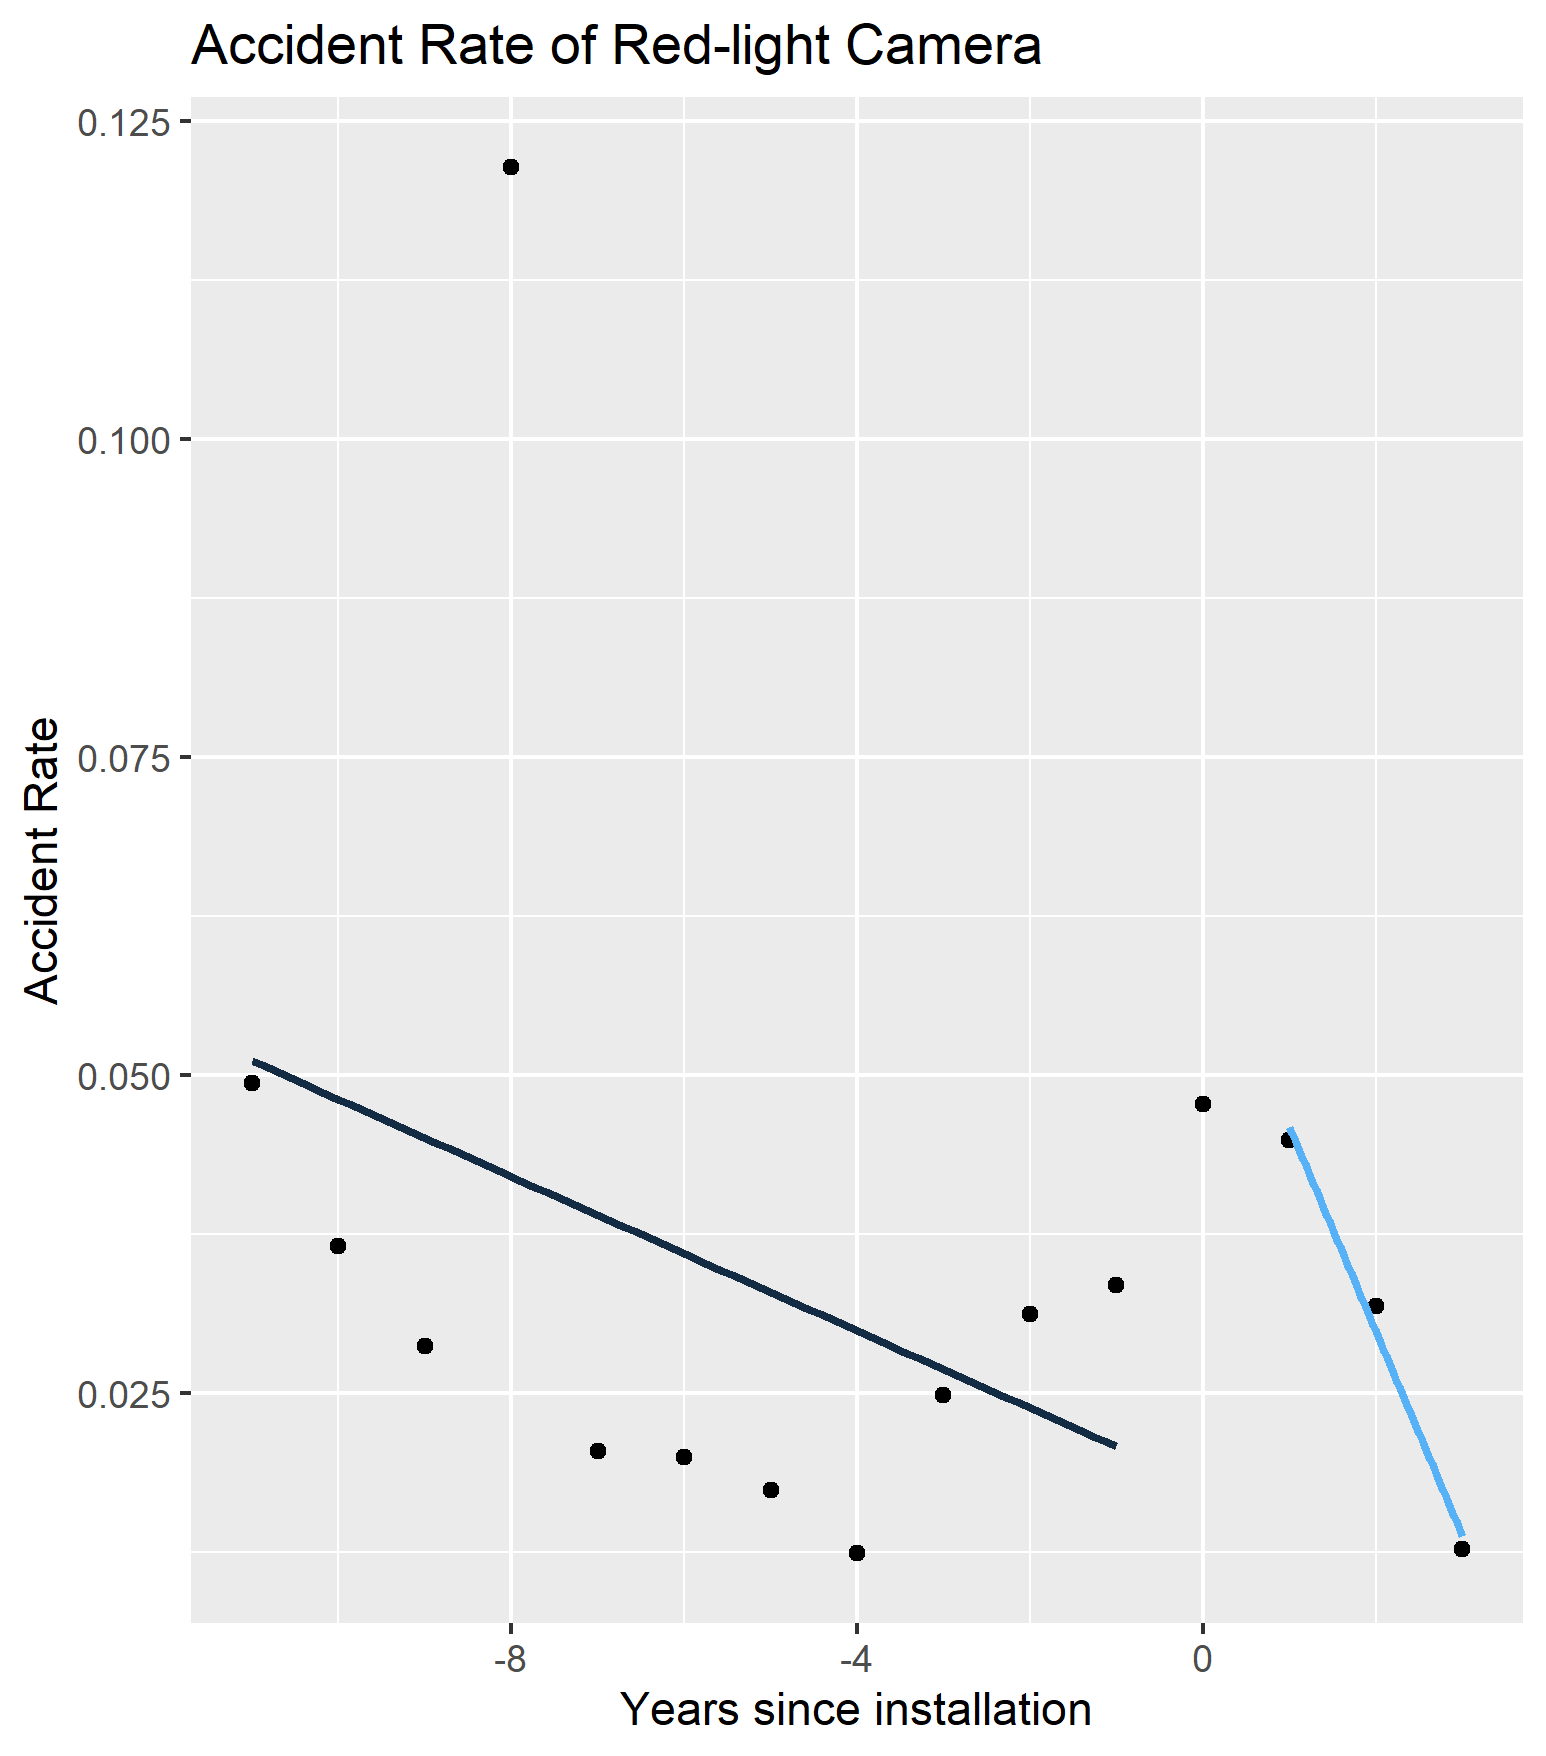 Accident Rate of Red-light Camera
0.125
0.100
0.075
0.050
0.025
Accident Rate
-8
-4
0
Years since installation